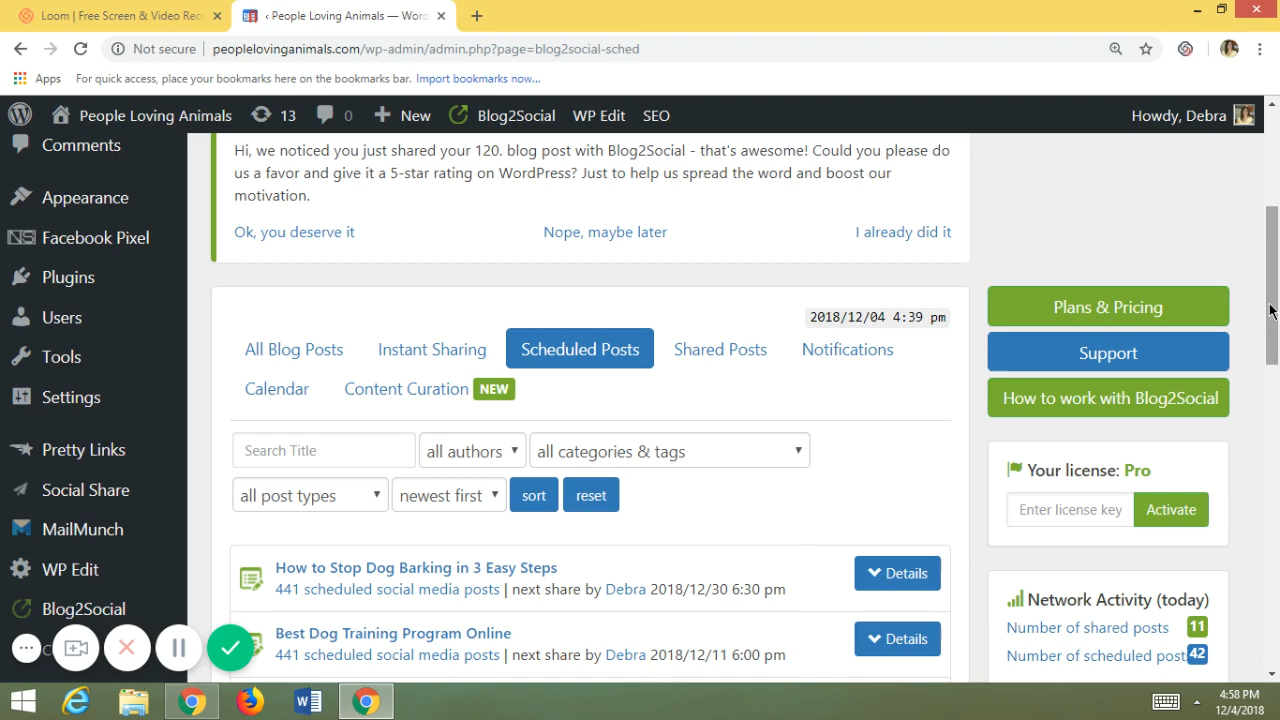 Loom | Free Screen & Video Rec
‹ People Loving Animals — Word
Not secure
peoplelovinganimals.com/wp-admin/admin.php?page=blog2social-sched
Apps
For quick access, place your bookmarks here on the bookmarks bar. Import bookmarks now...
People Loving Animals
13
0
New
Blog2Social
WP Edit
SEO
Howdy, Debra
Comments
Appearance
Facebook Pixel
Plugins
Users
Tools
Settings
Pretty Links
Social Share
MailMunch
WP Edit
Blog2Social
Hi, we noticed you just shared your 120. blog post with Blog2Social - that's awesome! Could you please do
us a favor and give it a 5-star rating on WordPress? Just to help us spread the word and boost our
motivation.
Ok, you deserve it
Nope, maybe later
I already did it
2018/12/04 4:39 pm
All Blog Posts
Instant Sharing
Scheduled Posts
Shared Posts
Notifications
Calendar
Content Curation NEW
Search Title
all authors
all categories & tags
all post types
newest first
sort
reset
How to Stop Dog Barking in 3 Easy Steps
441 scheduled social media posts | next share by Debra 2018/12/30 6:30 pm
Details
Best Dog Training Program Online
441 scheduled social media posts | next share by Debra 2018/12/11 6:00 pm
Details
Plans & Pricing
Support
How to work with Blog2Social
Your license: Pro
Enter license key
Activate
Network Activity (today)
Number of shared posts 11
Number of scheduled post 42
4:58 PM
12/4/2018